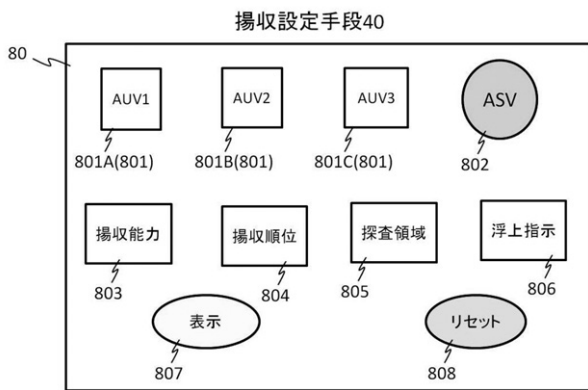 揚収設定手段40
80
AUV1 AUV2 AUV3 ASV
801A(801) 801B(801) 801C(801) 802
揚収能力 揚収順位 探査領域 浮上指示
803 804 805 806
表示 リセット
807 808